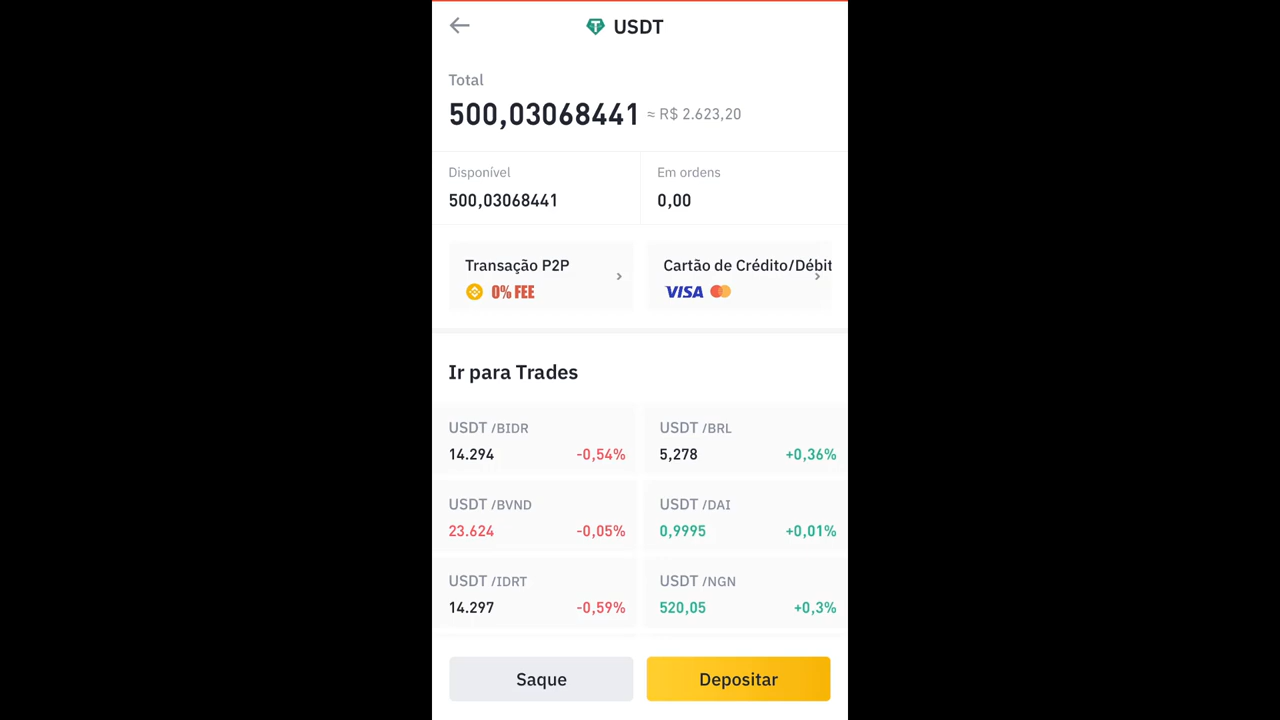 USDT
Total
500,03068441 ≈ R$ 2.623,20
Disponível Em ordens
500,03068441 0,00
Transação P2P Cartão de Crédito/Débit
0% FEE VISA
Ir para Trades
USDT /BIDR USDT /BRL
14.294 -0,54% 5,278 +0,36%
USDT /BVND USDT /DAI
23.624 -0,05% 0,9995 +0,01%
USDT /IDRT USDT /NGN
14.297 -0,59% 520,05 +0,3%
Saque Depositar